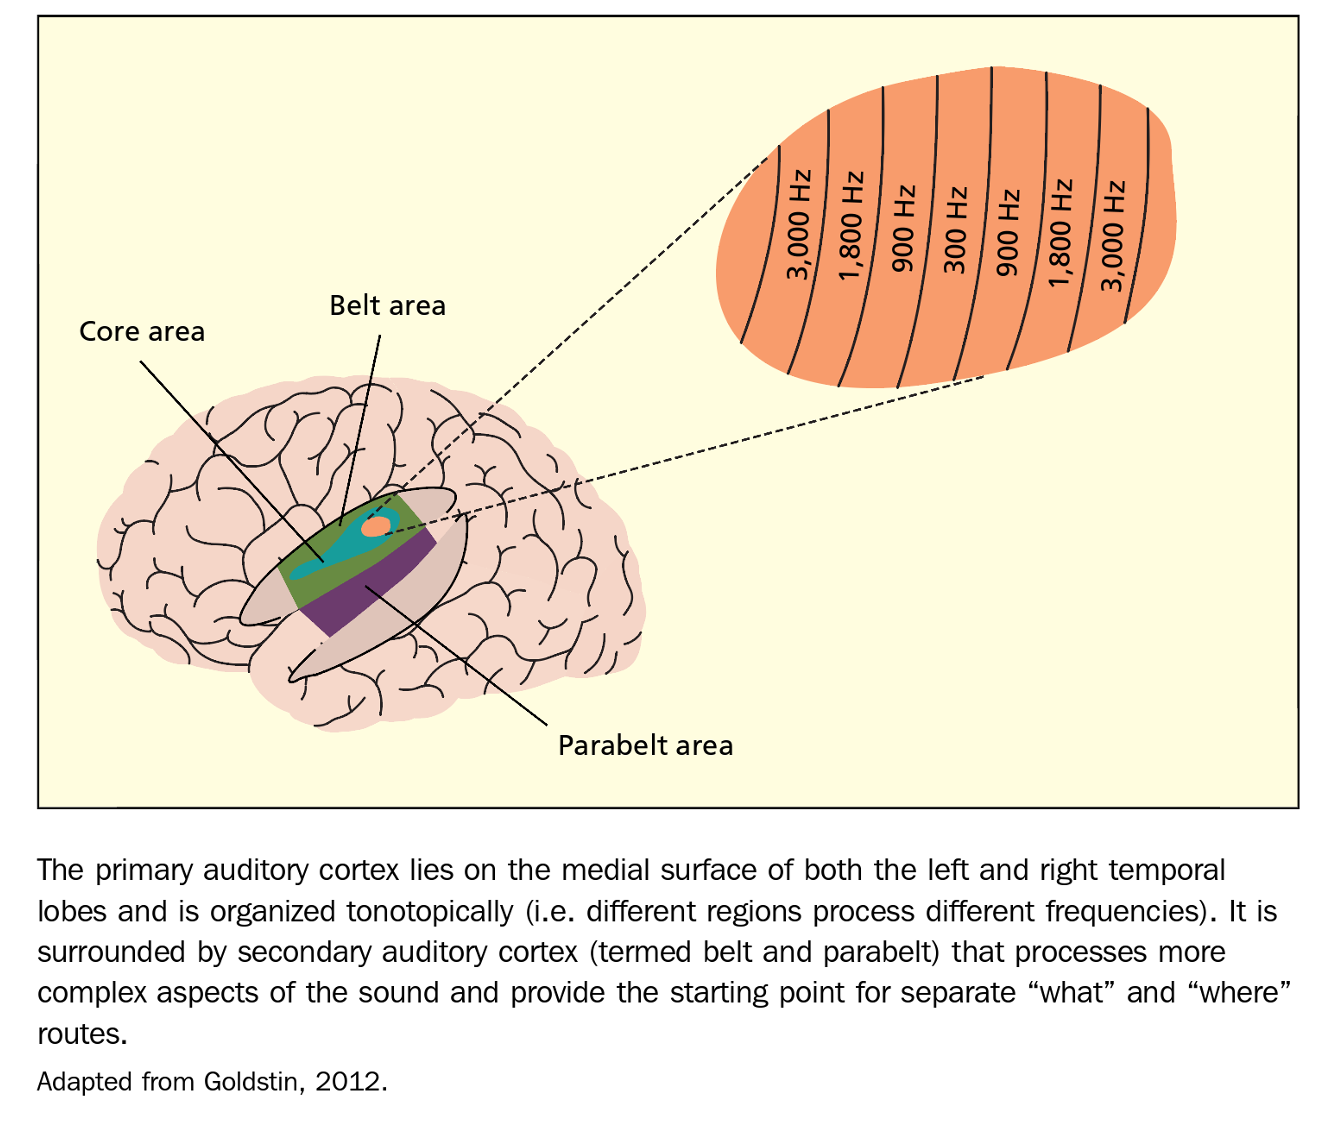 3,000 Hz
1,800 Hz
900 Hz
300 Hz
900 Hz
1,800 Hz
3,000 Hz
Belt area
Core area
Parabelt area
The primary auditory cortex lies on the medial surface of both the left and right temporal
lobes and is organized tonotopically (i.e. different regions process different frequencies). It is
surrounded by secondary auditory cortex (termed belt and parabelt) that processes more
complex aspects of the sound and provide the starting point for separate “what” and “where”
routes.
Adapted from Goldstin, 2012.